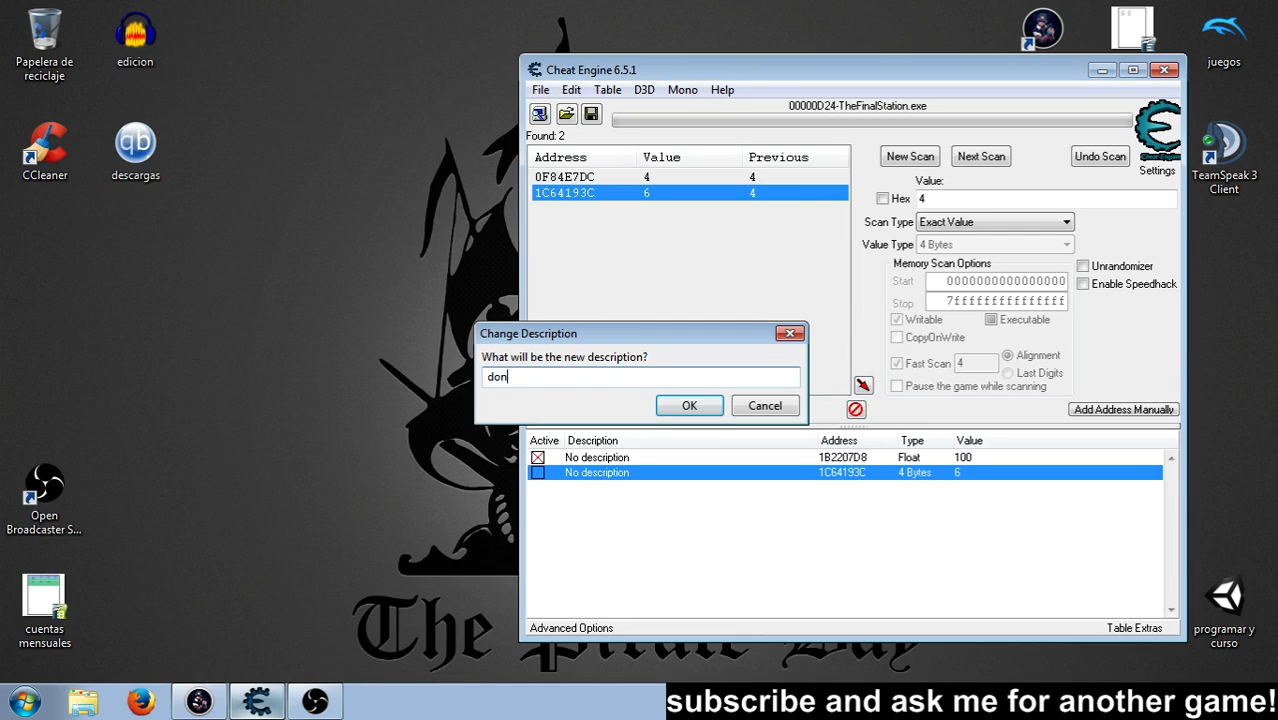 Papelera de
reciclaje
edicion
CCleaner
descargas
Open
Broadcaster S...
cuentas
mensuales
juegos
TeamSpeak 3
Client
programar y
curso
Cheat Engine 6.5.1
File Edit Table D3D Mono Help
00000D24-TheFinalStation.exe
Found: 2
Address Value Previous
0F84E7DC 4 4
1C64193C 6 4
New Scan Next Scan Undo Scan
Cheat Engine
Settings
Value:
Hex 4
Scan Type Exact Value
Value Type 4 Bytes
Memory Scan Options
Start 0000000000000000
Stop 7fffffffffffffff
Writable Executable
CopyOnWrite
Fast Scan 4 Alignment
Last Digits
Pause the game while scanning
Unrandomizer
Enable Speedhack
Add Address Manually
Change Description
What will be the new description?
don
OK Cancel
Active Description Address Type Value
No description 1B2207D8 Float 100
No description 1C64193C 4 Bytes 6
Advanced Options Table Extras
The Pirate Bay
subscribe and ask me for another game!